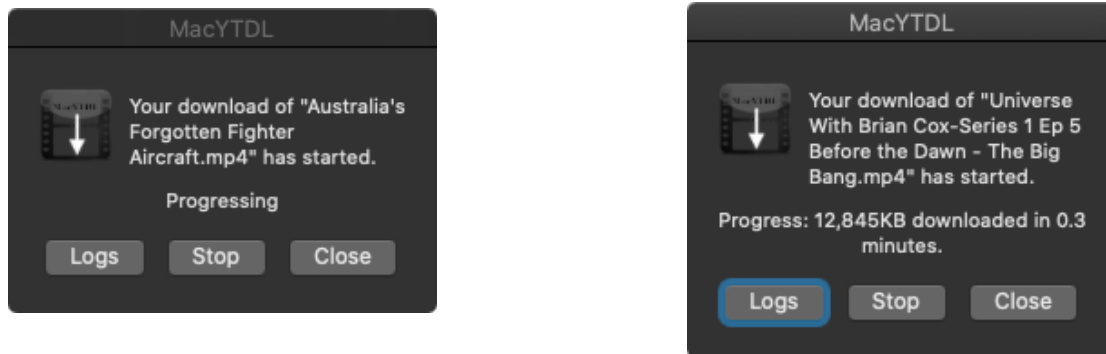 MacYTDL
Your download of "Australia's
Forgotten Fighter
Aircraft.mp4" has started.
Progressing
Logs Stop Close
MacYTDL
Your download of "Universe
With Brian Cox-Series 1 Ep 5
Before the Dawn - The Big
Bang.mp4" has started.
Progress: 12,845KB downloaded in 0.3
minutes.
Logs Stop Close